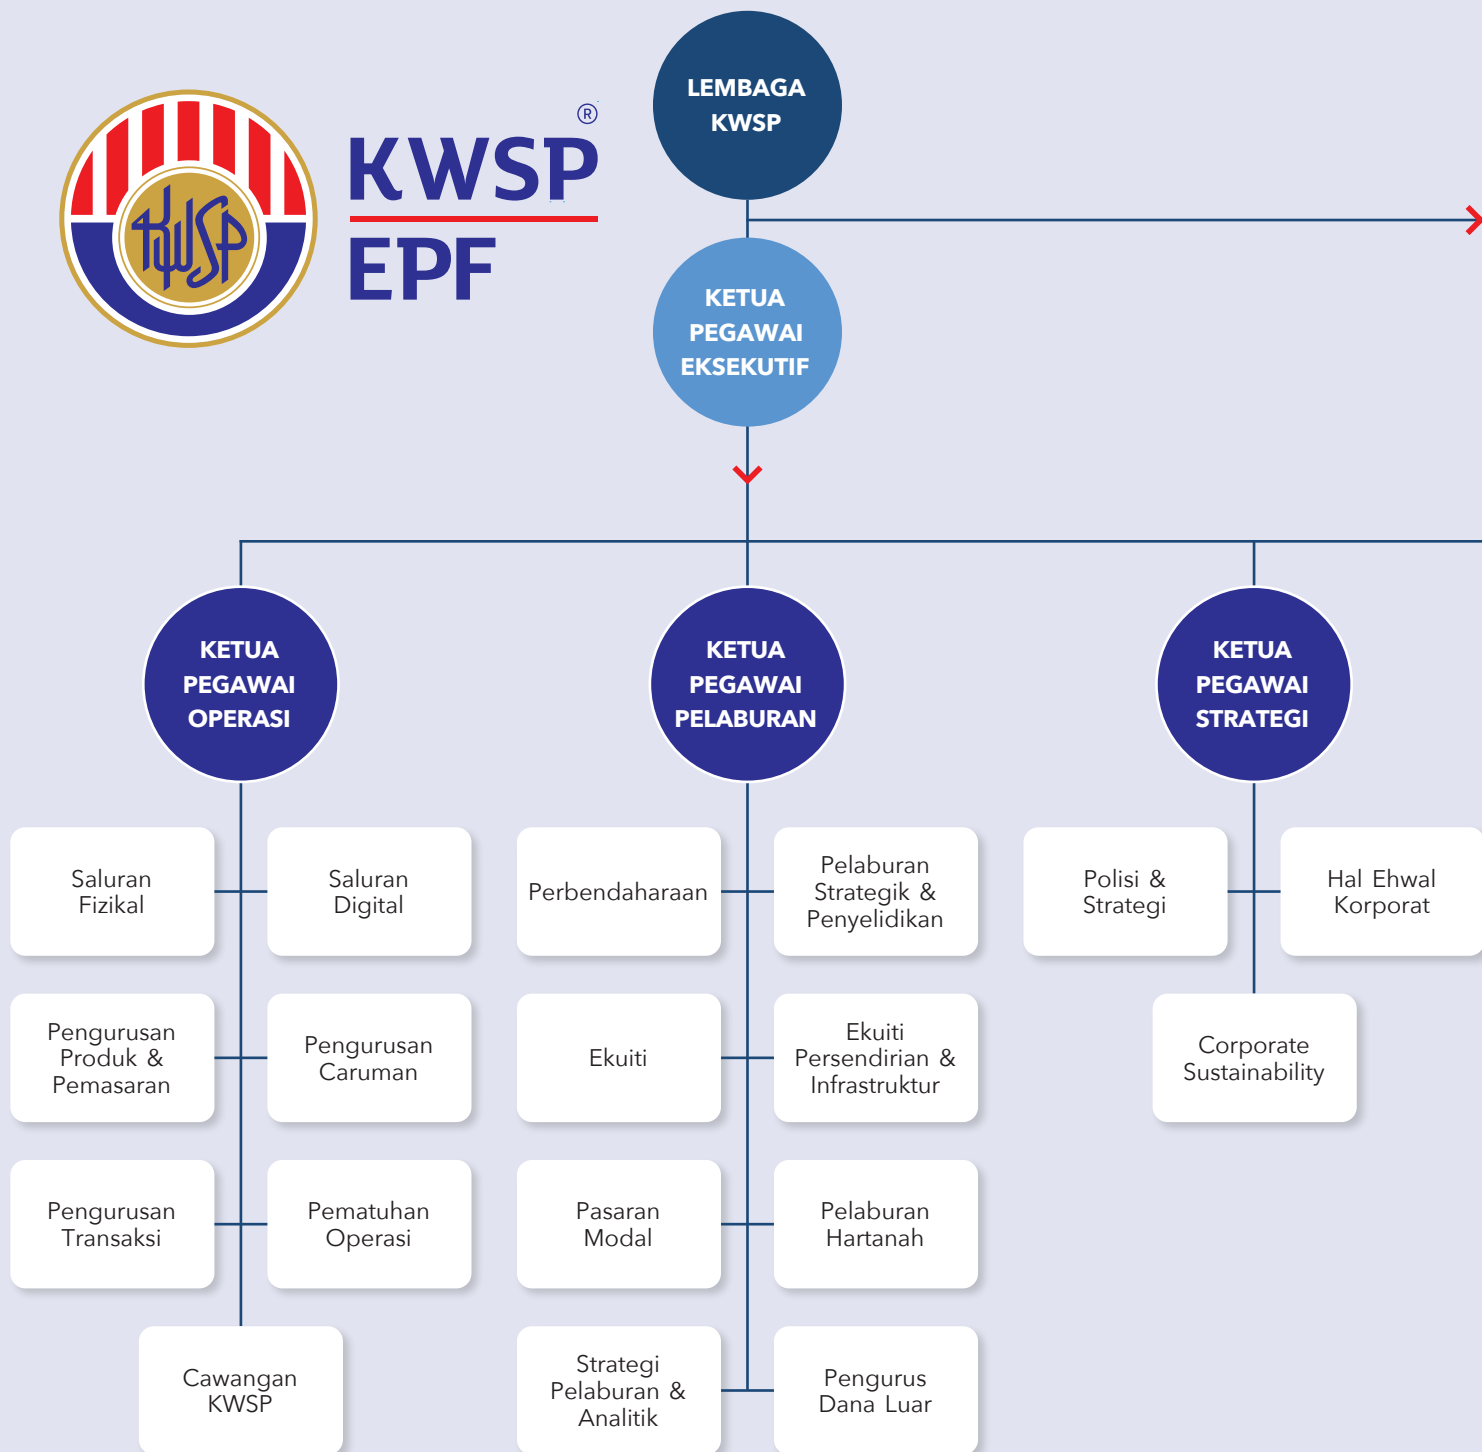 KWSP
®
KWSP
EPF
LEMBAGA
KWSP
KETUA
PEGAWAI
EKSEKUTIF
KETUA
PEGAWAI
OPERASI
Saluran
Fizikal
Saluran
Digital
Pengurusan
Produk &
Pemasaran
Pengurusan
Caruman
Pengurusan
Transaksi
Pematuhan
Operasi
Cawangan
KWSP
KETUA
PEGAWAI
PELABURAN
Perbendaharaan
Pelaburan
Strategik &
Penyelidikan
Ekuiti
Ekuiti
Persendirian &
Infrastruktur
Pasaran
Modal
Pelaburan
Hartanah
Strategi
Pelaburan &
Analitik
Pengurus
Dana Luar
KETUA
PEGAWAI
STRATEGI
Polisi &
Strategi
Hal Ehwal
Korporat
Corporate
Sustainability